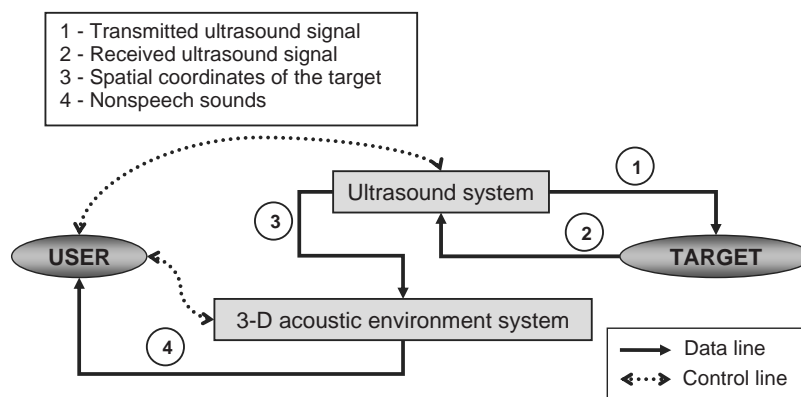 1 - Transmitted ultrasound signal
2 - Received ultrasound signal
3 - Spatial coordinates of the target
4 - Nonspeech sounds
1
Ultrasound system
3
2
USER
TARGET
3-D acoustic environment system
4
Data line
Control line